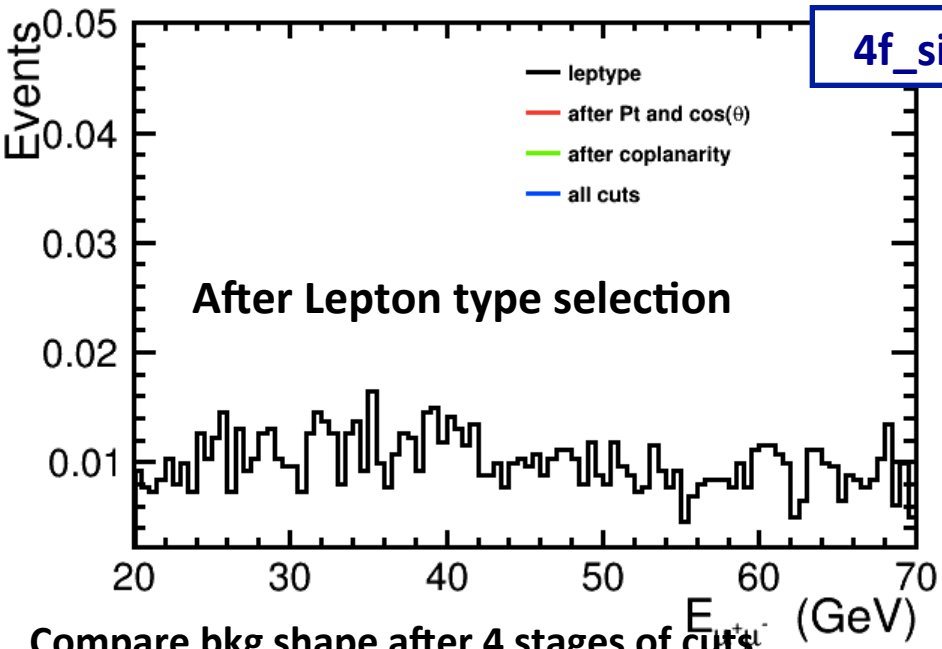 0.05
4f_si
Events
leptype
after Pt and cos(θ)
0.04
after coplanarity
all cuts
0.03
After Lepton type selection
0.02
0.01
20 30 40 50 60 70
E μ⁺μ⁻ (GeV)
Compare bkg shape after 4 stages of cuts